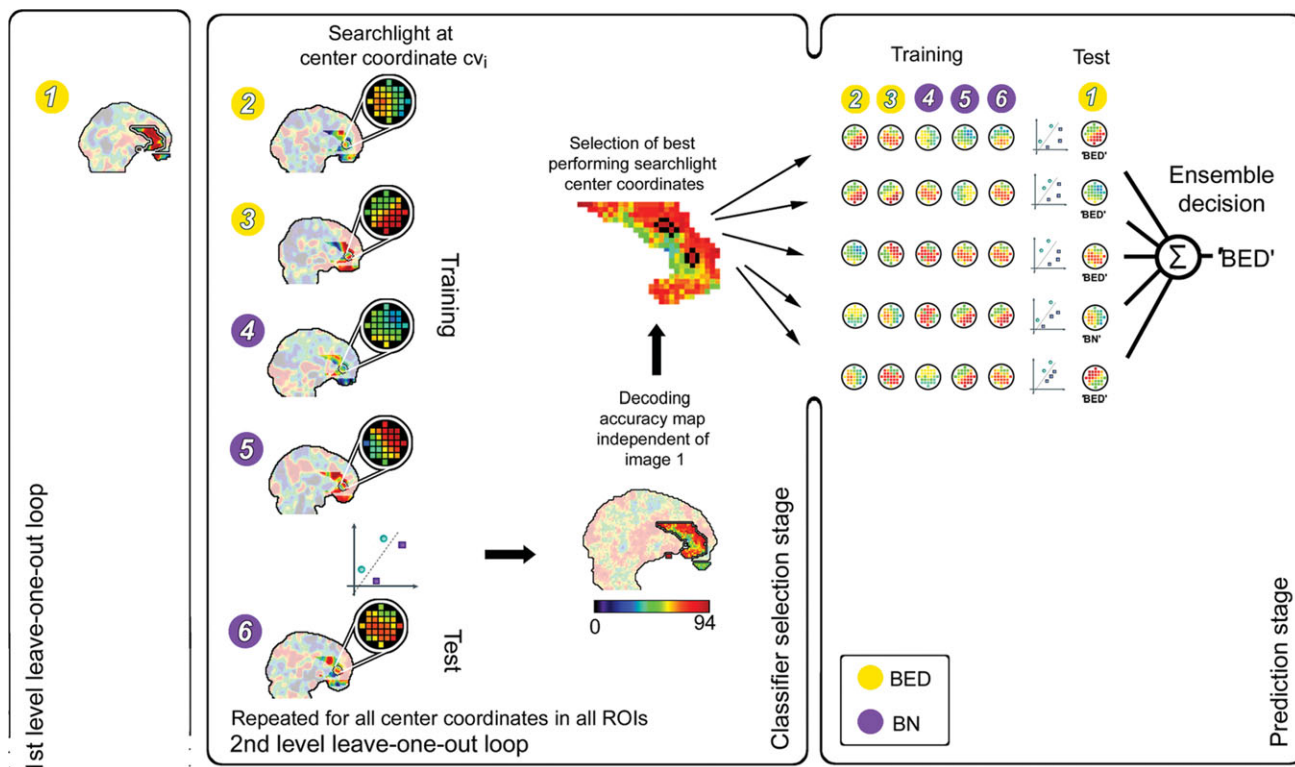 1
1st level leave-one-out loop
Searchlight at
center coordinate cvᵢ
2
3
4
5
6
Training
Test
Repeated for all center coordinates in all ROIs
2nd level leave-one-out loop
Selection of best
performing searchlight
center coordinates
Decoding
accuracy map
independent of
image 1
0 94
Classifier selection stage
Training Test
2 3 4 5 6 1
'BED'
'BED'
'BED'
'BN'
'BED'
Ensemble
decision
Σ
'BED'
BED
BN
Prediction stage